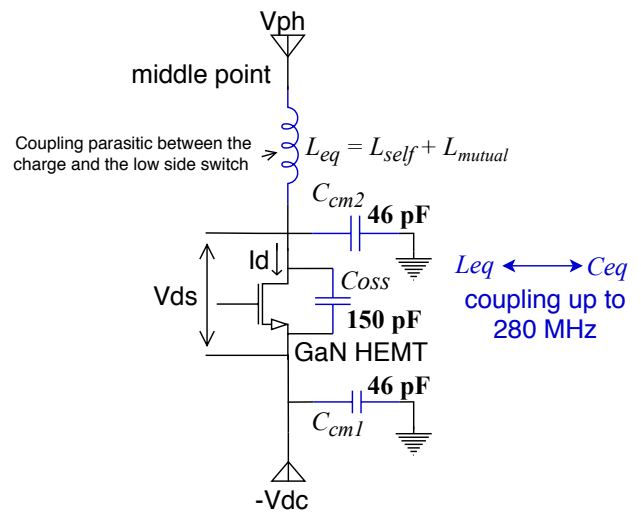 Vph
middle point
Coupling parasitic between the
charge and the low side switch
Leq = Lself + Lmutual
Ccm2
46 pF
Id
Coss
Vds
150 pF
GaN HEMT
Leq Ceq
coupling up to
280 MHz
46 pF
Ccm1
-Vdc